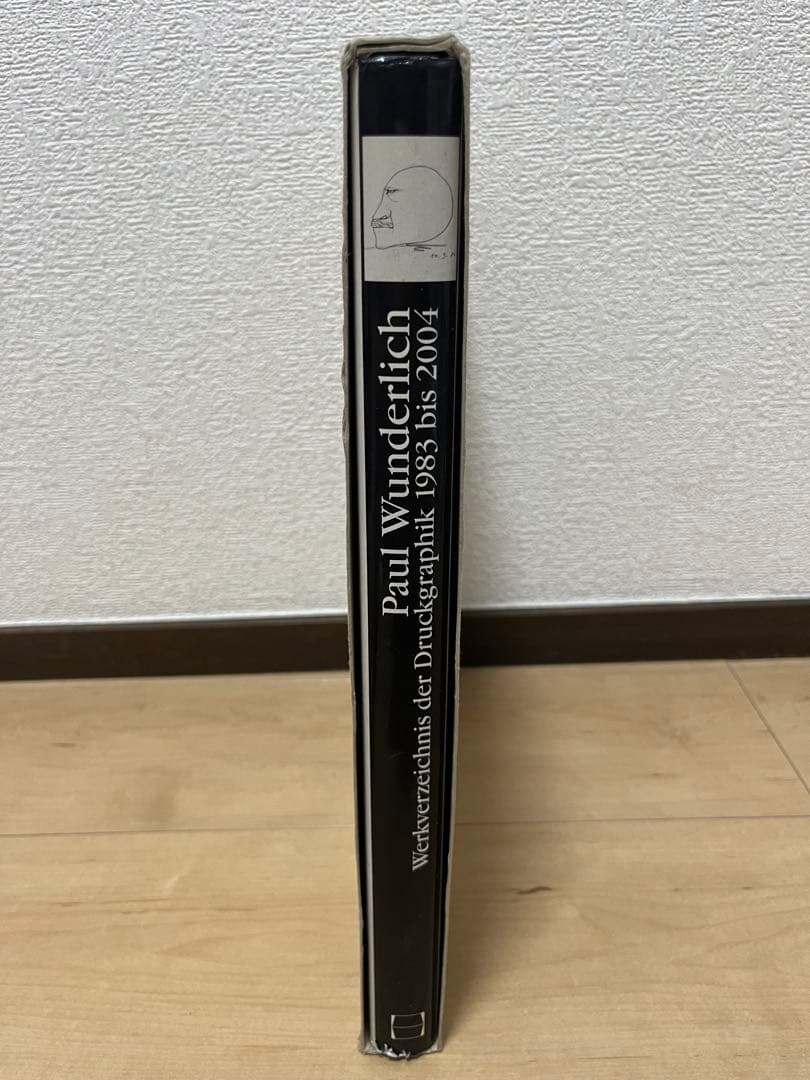 Paul Wunderlich
Werkverzeichnis der Druckgraphik 1983 bis 2004